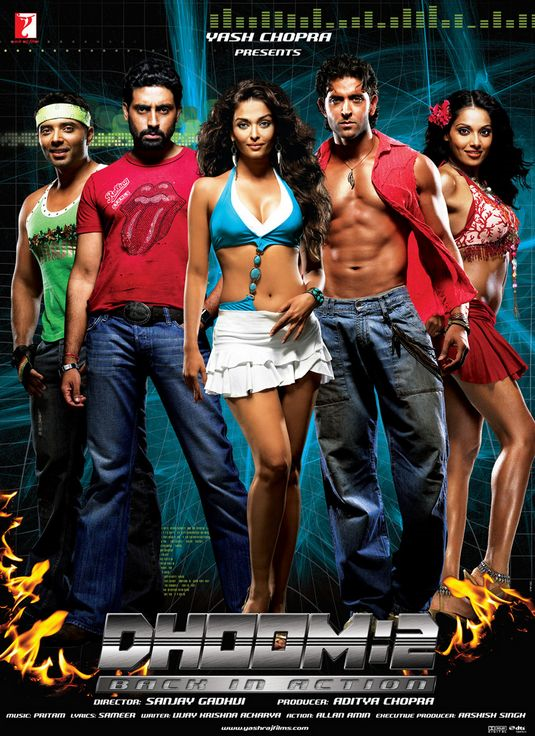 YASH CHOPRA
PRESENTS
DHOOM:2
BACK IN ACTION
DIRECTOR: SANJAY GADHVI PRODUCER: ADITYA CHOPRA
MUSIC: PRITAM LYRICS: SAMEER WRITER: VIJAY KRISHNA ACHARYA ACTION: ALLAN AMIN EXECUTIVE PRODUCER: AASHISH SINGH
www.yashrajfilms.com
dts